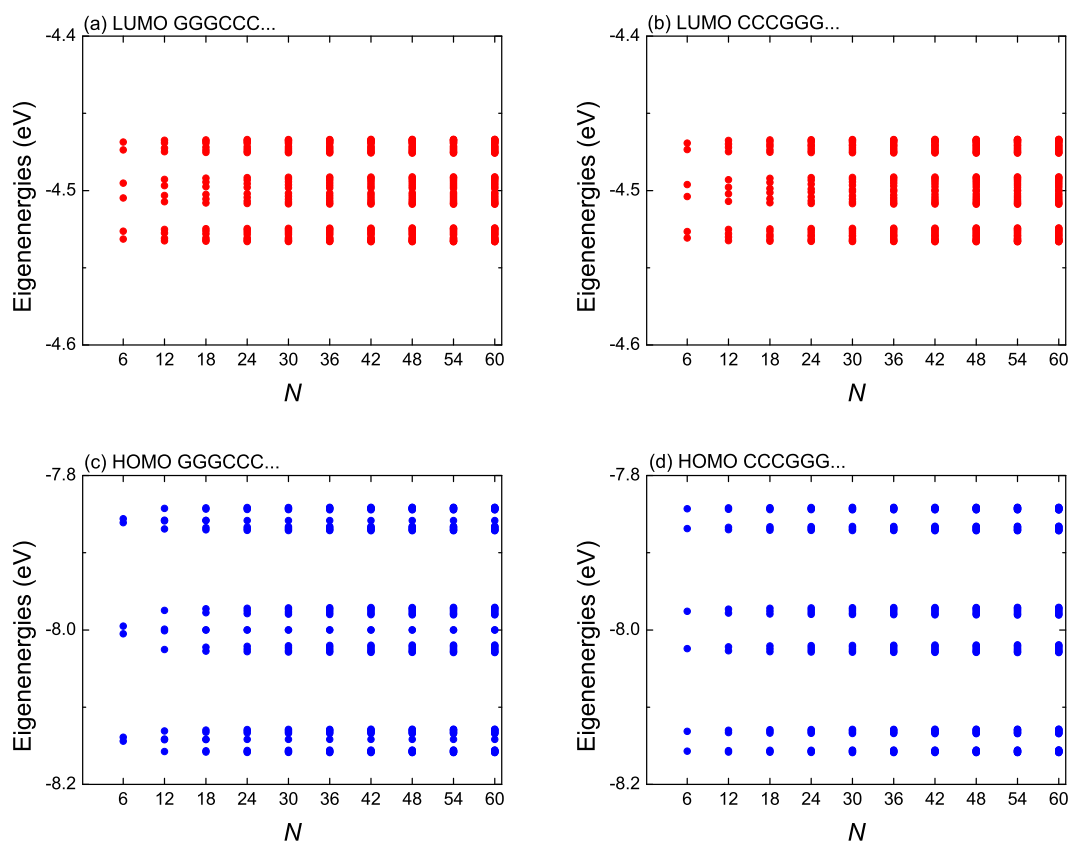 (a) LUMO GGGCCC...
-4.4
-4.5
-4.6
Eigenenergies (eV)
6 12 18 24 30 36 42 48 54 60
N
(b) LUMO CCCGGG...
-4.4
-4.5
-4.6
Eigenenergies (eV)
6 12 18 24 30 36 42 48 54 60
N
(c) HOMO GGGCCC...
-7.8
-8.0
-8.2
Eigenenergies (eV)
6 12 18 24 30 36 42 48 54 60
N
(d) HOMO CCCGGG...
-7.8
-8.0
-8.2
Eigenenergies (eV)
6 12 18 24 30 36 42 48 54 60
N